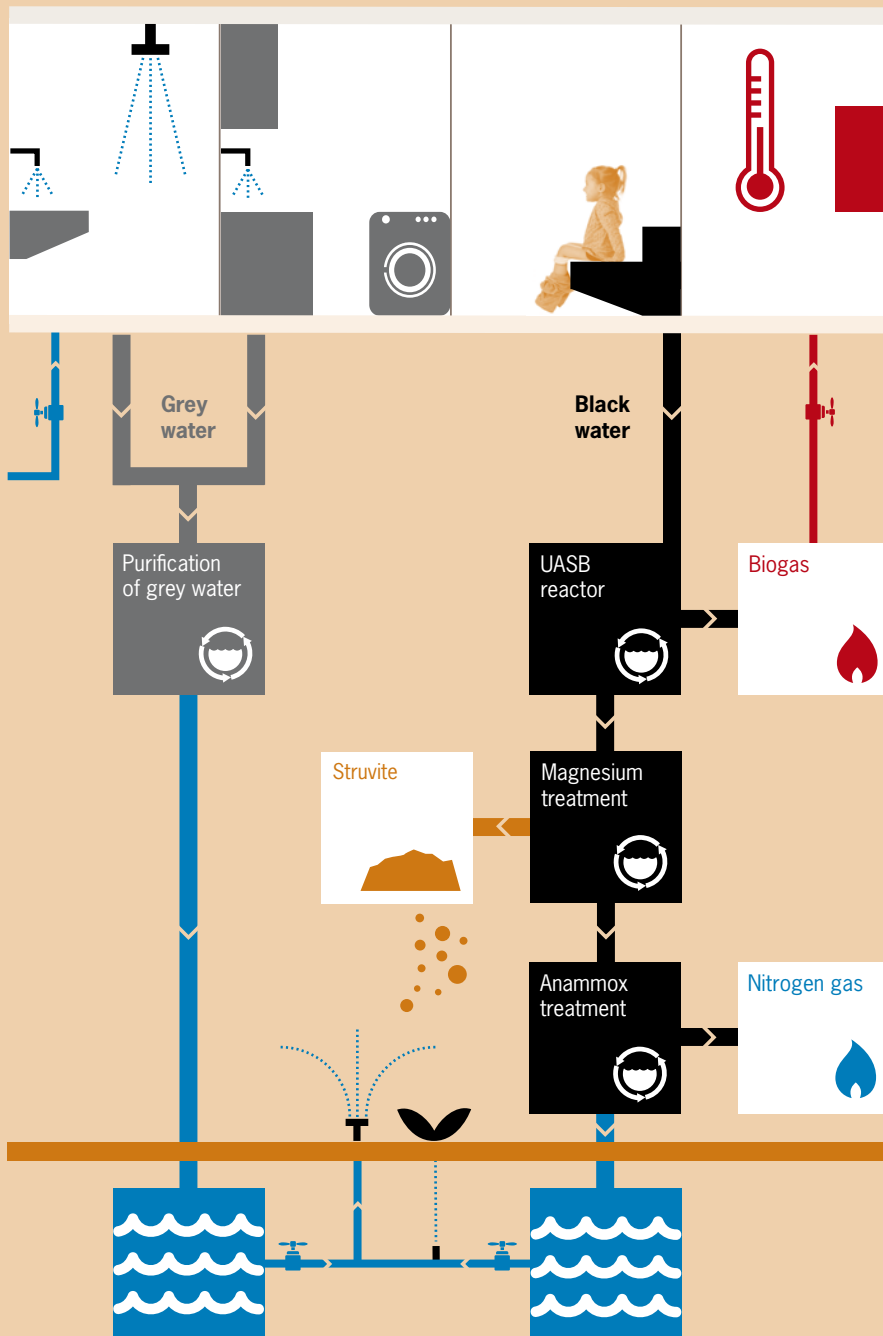 Grey
water
Black
water
Purification
of grey water
UASB
reactor
Biogas
Struvite
Magnesium
treatment
Anammox
treatment
Nitrogen gas